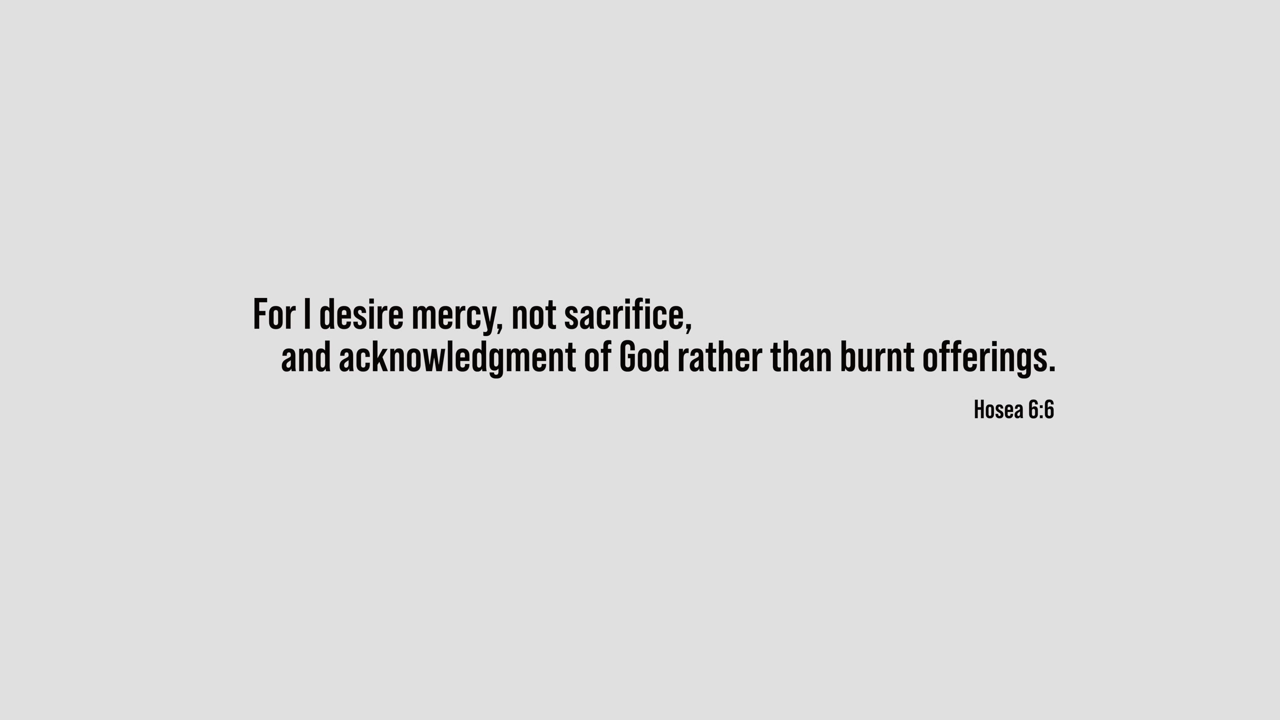 For I desire mercy, not sacrifice,
and acknowledgment of God rather than burnt offerings.
Hosea 6:6